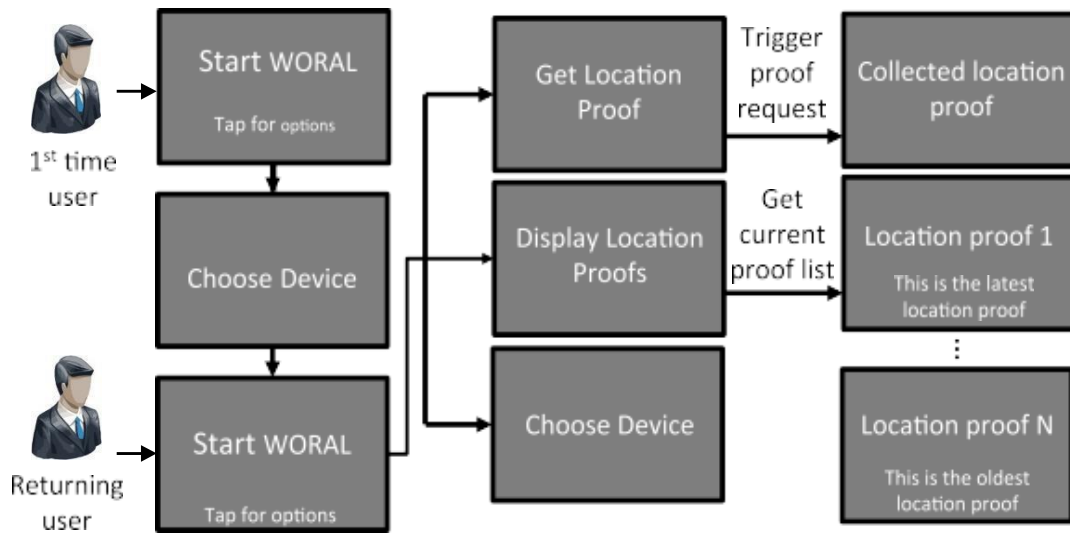 Start WORAL
Tap for options
1st time
user
Choose Device
Start WORAL
Tap for options
Returning
user
Get Location
Proof
Trigger
proof
request
Collected location
proof
Display Location
Proofs
Get
current
proof list
Location proof 1
This is the latest
location proof
⋮
Choose Device
Location proof N
This is the oldest
location proof